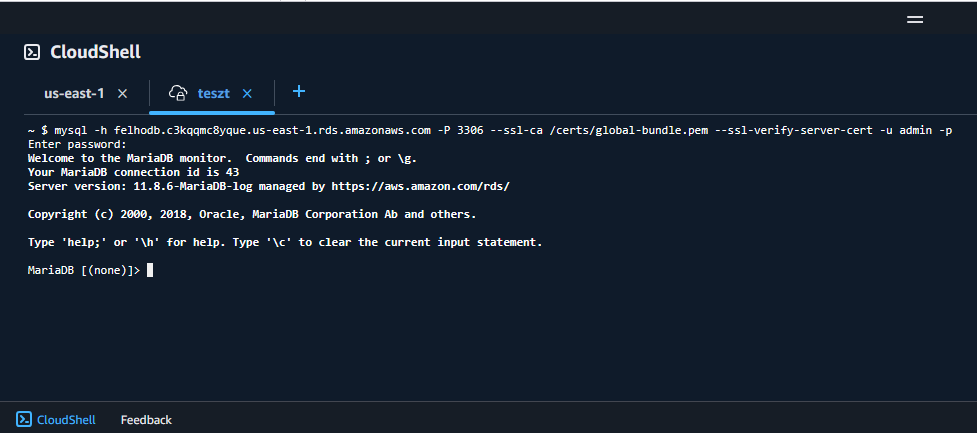 CloudShell
us-east-1
teszt
~ $ mysql -h felhodb.c3kqqmc8yque.us-east-1.rds.amazonaws.com -P 3306 --ssl-ca /certs/global-bundle.pem --ssl-verify-server-cert -u admin -p
Enter password:
Welcome to the MariaDB monitor.  Commands end with ; or \g.
Your MariaDB connection id is 43
Server version: 11.8.6-MariaDB-log managed by https://aws.amazon.com/rds/
Copyright (c) 2000, 2018, Oracle, MariaDB Corporation Ab and others.
Type 'help;' or '\h' for help. Type '\c' to clear the current input statement.
MariaDB [(none)]>
CloudShell
Feedback